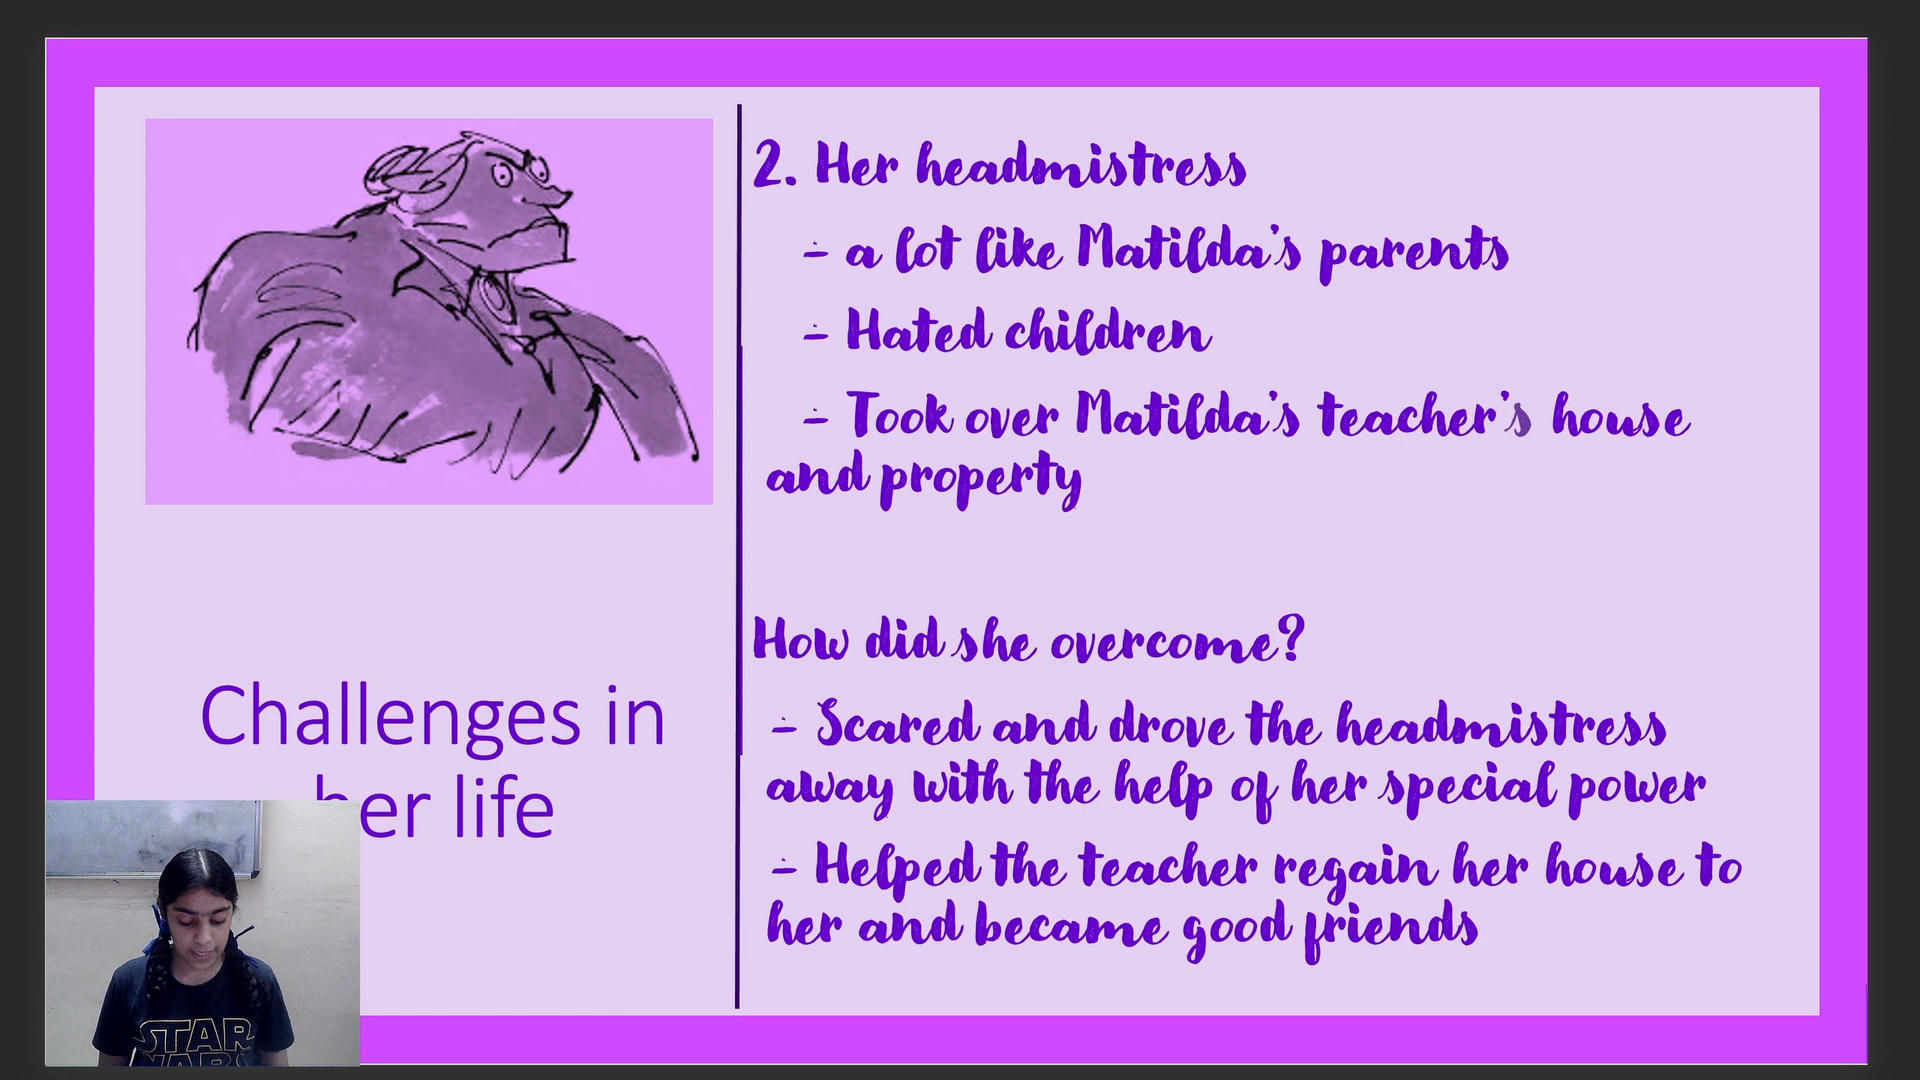 2. Her headmistress
- a lot like Matilda's parents
- Hated children
- Took over Matilda's teacher's house
and property
How did she overcome?
- Scared and drove the headmistress
away with the help of her special power
- Helped the teacher regain her house to
her and became good friends
Challenges in
her life
STAR
WARS